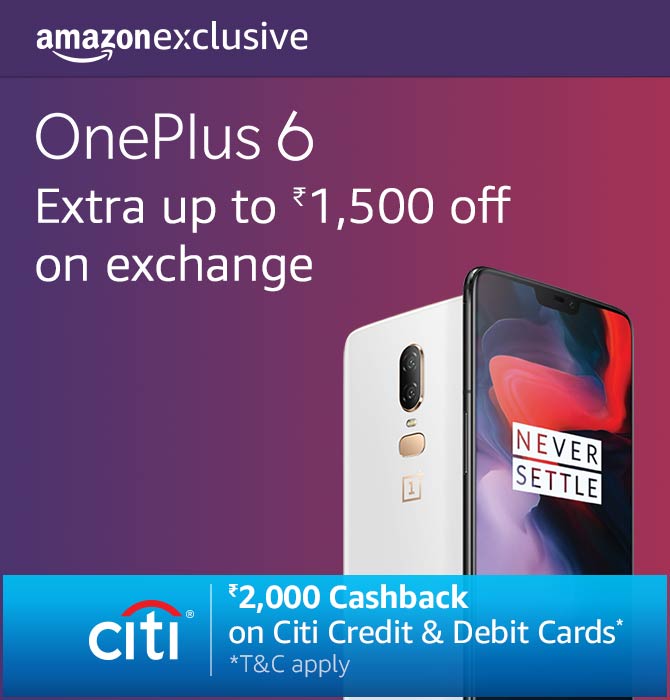 amazonexclusive
OnePlus 6
Extra up to ₹1,500 off
on exchange
NEVER
SETTLE
1+
citi®
₹2,000 Cashback
on Citi Credit & Debit Cards*
*T&C apply